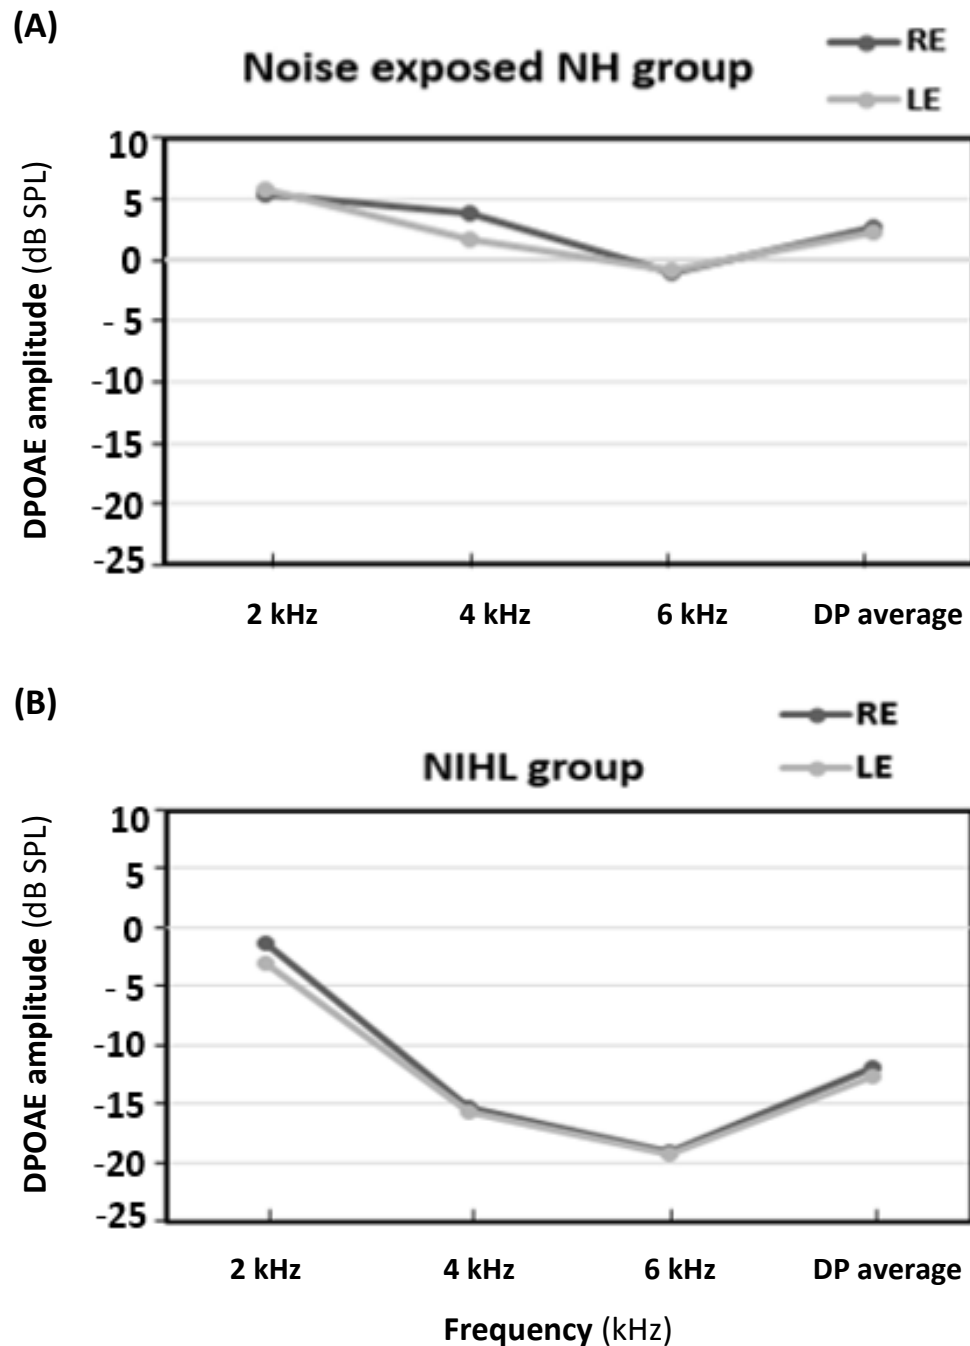 (A)
Noise exposed NH group
RE
LE
DPOAE amplitude (dB SPL)
10
5
0
- 5
-10
-15
-20
-25
2 kHz 4 kHz 6 kHz DP average
(B)
NIHL group
RE
LE
DPOAE amplitude (dB SPL)
10
5
0
- 5
-10
-15
-20
-25
2 kHz 4 kHz 6 kHz DP average
Frequency (kHz)